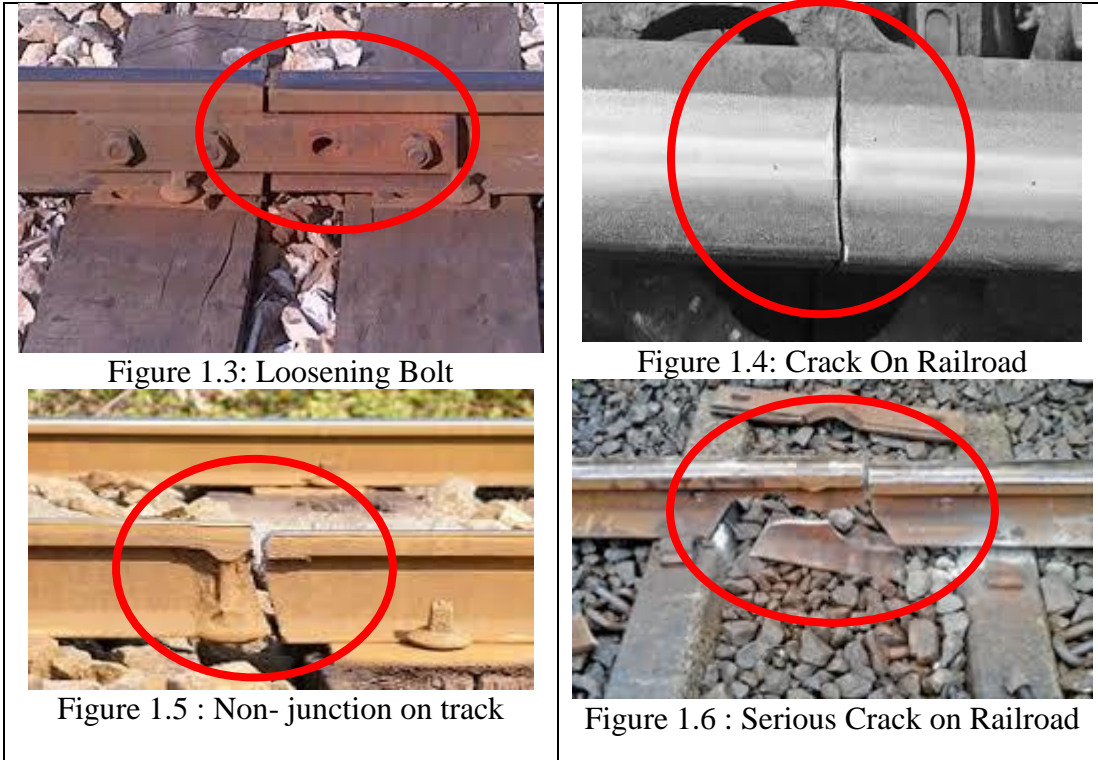 Figure 1.3: Loosening Bolt
Figure 1.4: Crack On Railroad
Figure 1.5 : Non- junction on track
Figure 1.6 : Serious Crack on Railroad